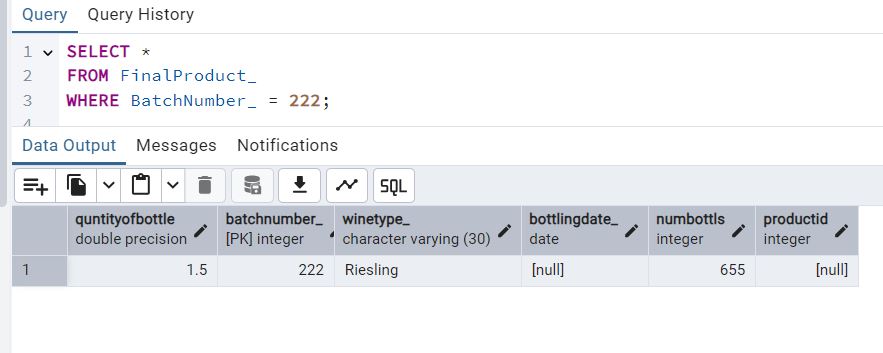 Query Query History
1 SELECT *
2 FROM FinalProduct_
3 WHERE BatchNumber_ = 222;
4
Data Output Messages Notifications
SQL
quntityofbottle batchnumber_ winetype_ bottlingdate_ numbottls productid
double precision [PK] integer character varying (30) date integer integer
1 1.5 222 Riesling [null] 655 [null]